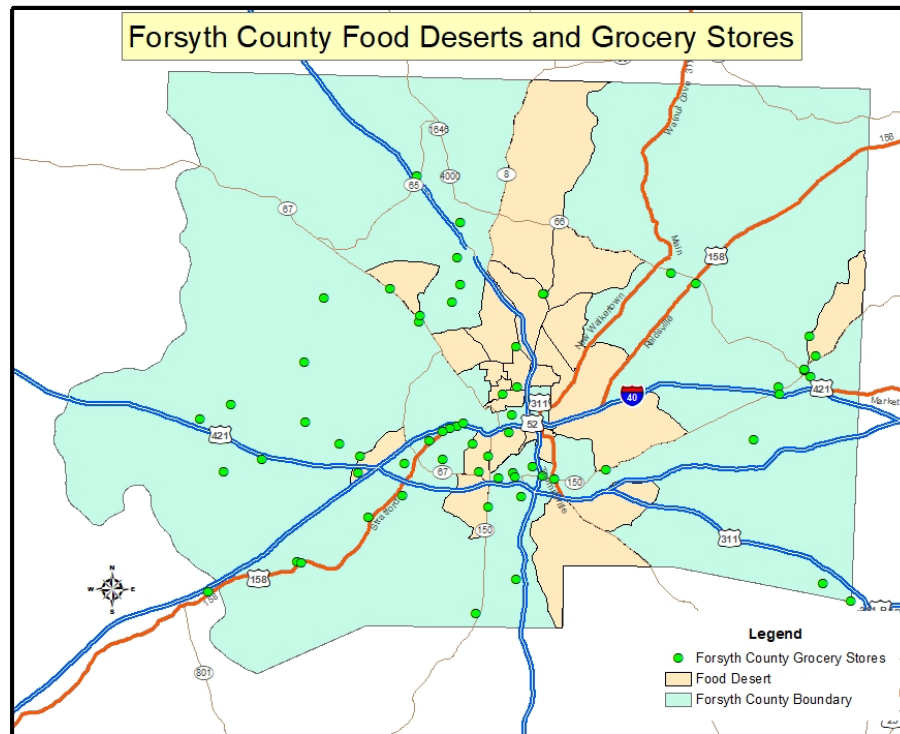 Forsyth County Food Deserts and Grocery Stores
311
Walnut Cove
158
1646
8
65
4000
67
66
Main
158
New Walkertown
Reidsville
40
421
Market
311
52
421
67
150
Stratford
150
311
158
158
N
W
E
S
801
Legend
Forsyth County Grocery Stores
Food Desert
Forsyth County Boundary